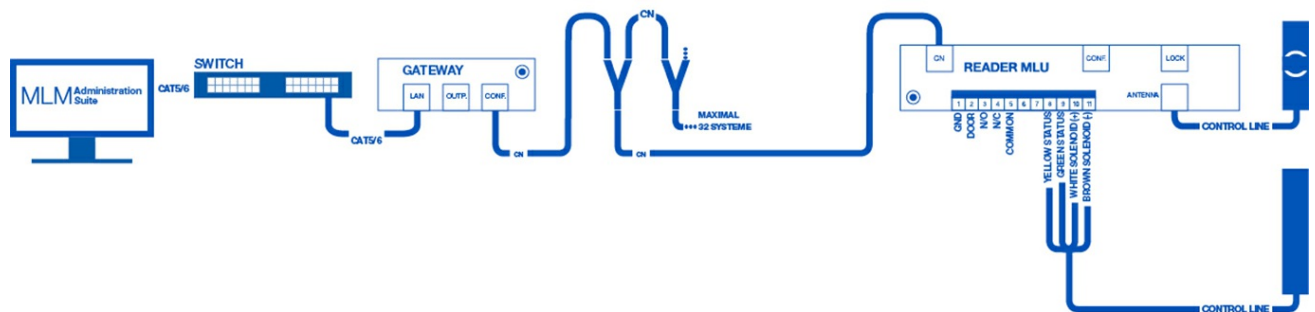 MLM Administration
Suite
CAT5/6
SWITCH
CAT5/6
GATEWAY
LAN
OUTP.
CONF.
CN
CN
CN
MAXIMAL
32 SYSTEME
CN
READER MLU
CONF.
LOCK
ANTENNA
1 2 3 4 5 6 7 8 9 10 11
GND
DOOR
N/O
N/C
COMMON
YELLOW STATUS
GREEN STATUS
WHITE SOLENOID (+)
BROWN SOLENOID (-)
CONTROL LINE
CONTROL LINE